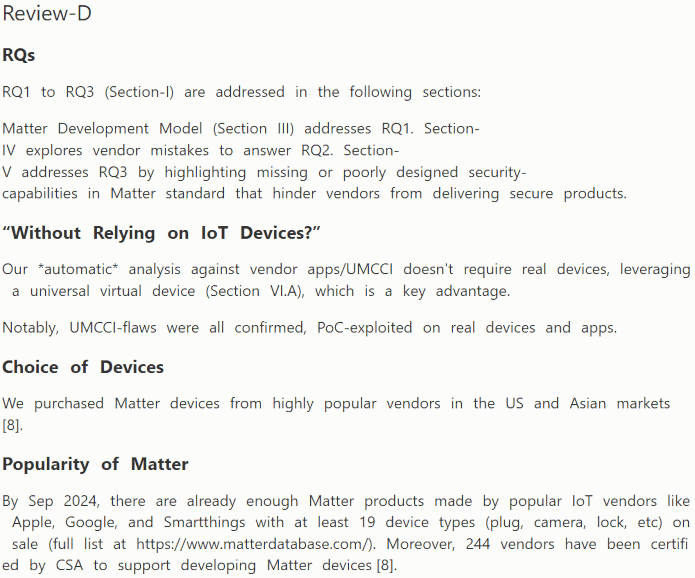 Review-D
RQs
RQ1 to RQ3 (Section-I) are addressed in the following sections:
Matter Development Model (Section III) addresses RQ1. Section-
IV explores vendor mistakes to answer RQ2. Section-
V addresses RQ3 by highlighting missing or poorly designed security-
capabilities in Matter standard that hinder vendors from delivering secure products.
“Without Relying on IoT Devices?”
Our *automatic* analysis against vendor apps/UMCCI doesn't require real devices, leveraging
a universal virtual device (Section VI.A), which is a key advantage.
Notably, UMCCI-flaws were all confirmed, PoC-exploited on real devices and apps.
Choice of Devices
We purchased Matter devices from highly popular vendors in the US and Asian markets
[8].
Popularity of Matter
By Sep 2024, there are already enough Matter products made by popular IoT vendors like
Apple, Google, and Smartthings with at least 19 device types (plug, camera, lock, etc) on
sale (full list at https://www.matterdatabase.com/). Moreover, 244 vendors have been certifi
ed by CSA to support developing Matter devices [8].